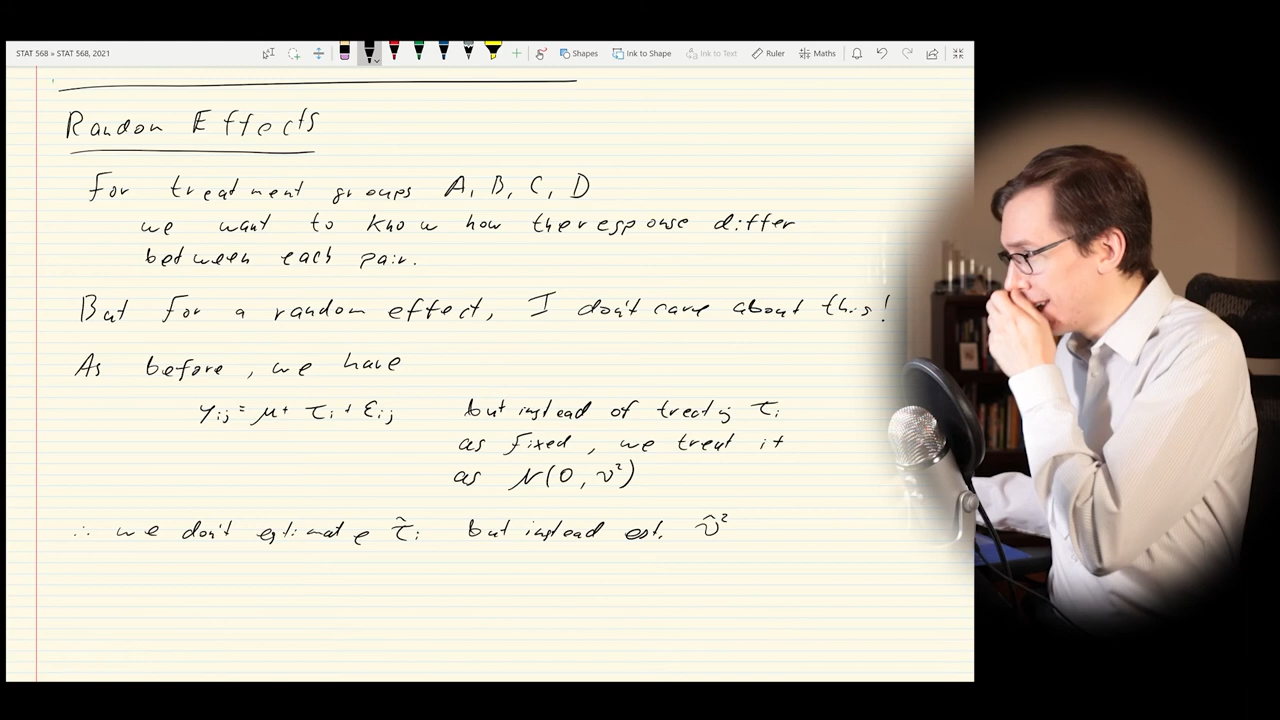 STAT 568 » STAT 568, 2021
Shapes
Ink to Shape
Ink to Text
Ruler
Maths
Random Effects
For treatment groups A, B, C, D
we want to know how the response differ
between each pair.
But for a random effect, I don't care about this!
As before, we have
yij = μ + τi + εij but instead of treating τi
as fixed, we treat it
as N(0, υ²)
∴ we don't estimate τ̂i but instead est. υ̂²